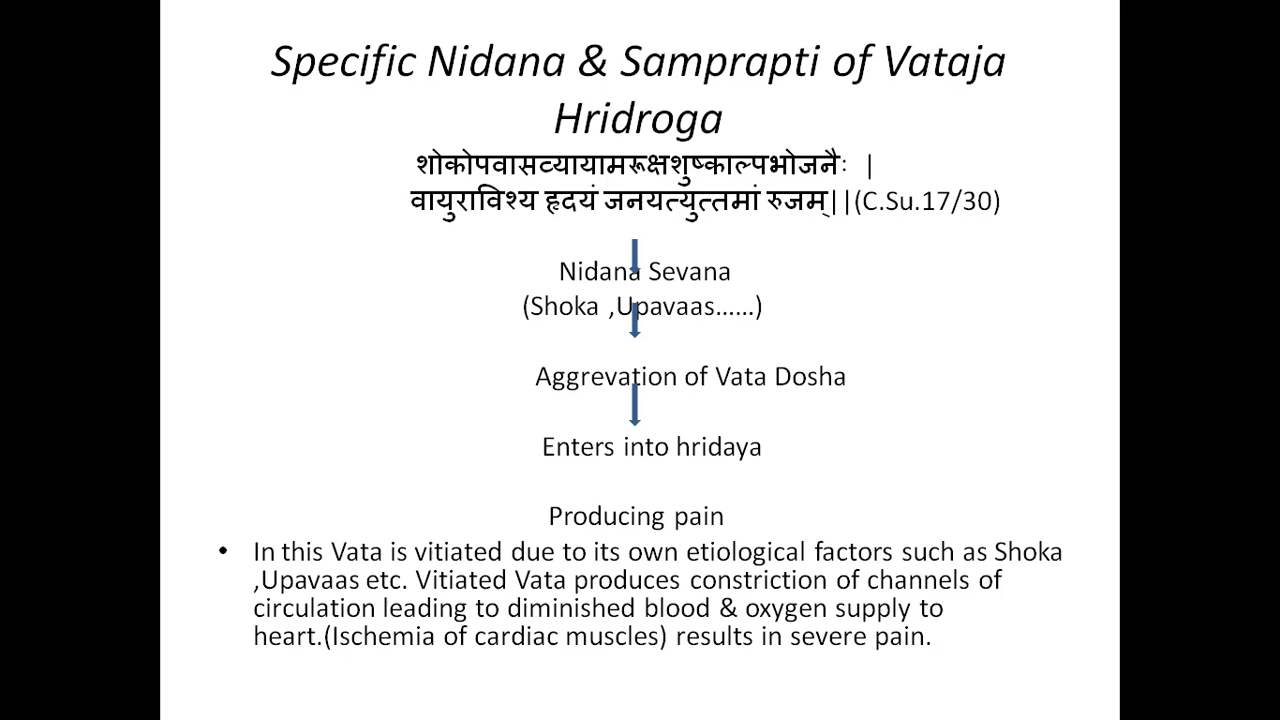 Specific Nidana & Samprapti of Vataja
Hridroga
शोकोपवासव्यायामरूक्षशुष्काल्पभोजनैः |
वायुराविश्य हृदयं जनयत्युत्तमां रुजम्||(C.Su.17/30)
Nidana Sevana
(Shoka ,Upavaas......)
Aggrevation of Vata Dosha
Enters into hridaya
Producing pain
• In this Vata is vitiated due to its own etiological factors such as Shoka
,Upavaas etc. Vitiated Vata produces constriction of channels of
circulation leading to diminished blood & oxygen supply to
heart.(Ischemia of cardiac muscles) results in severe pain.